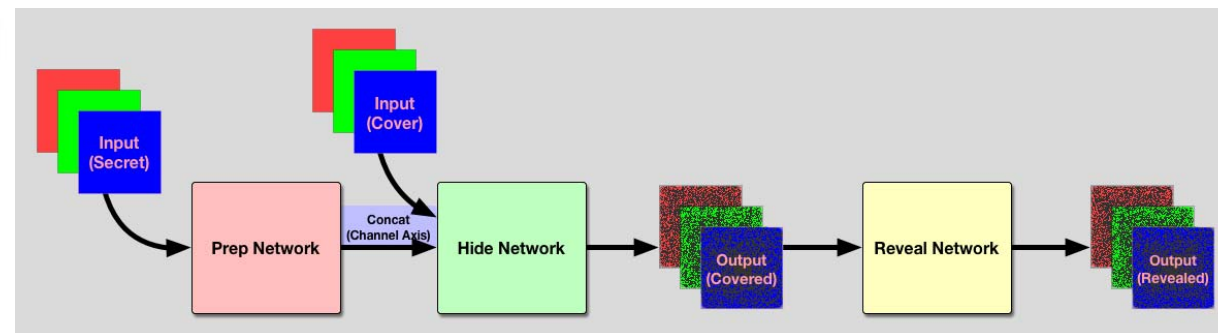 Input
(Secret)
Input
(Cover)
Prep Network
Concat
(Channel Axis)
Hide Network
Output
(Covered)
Reveal Network
Output
(Revealed)